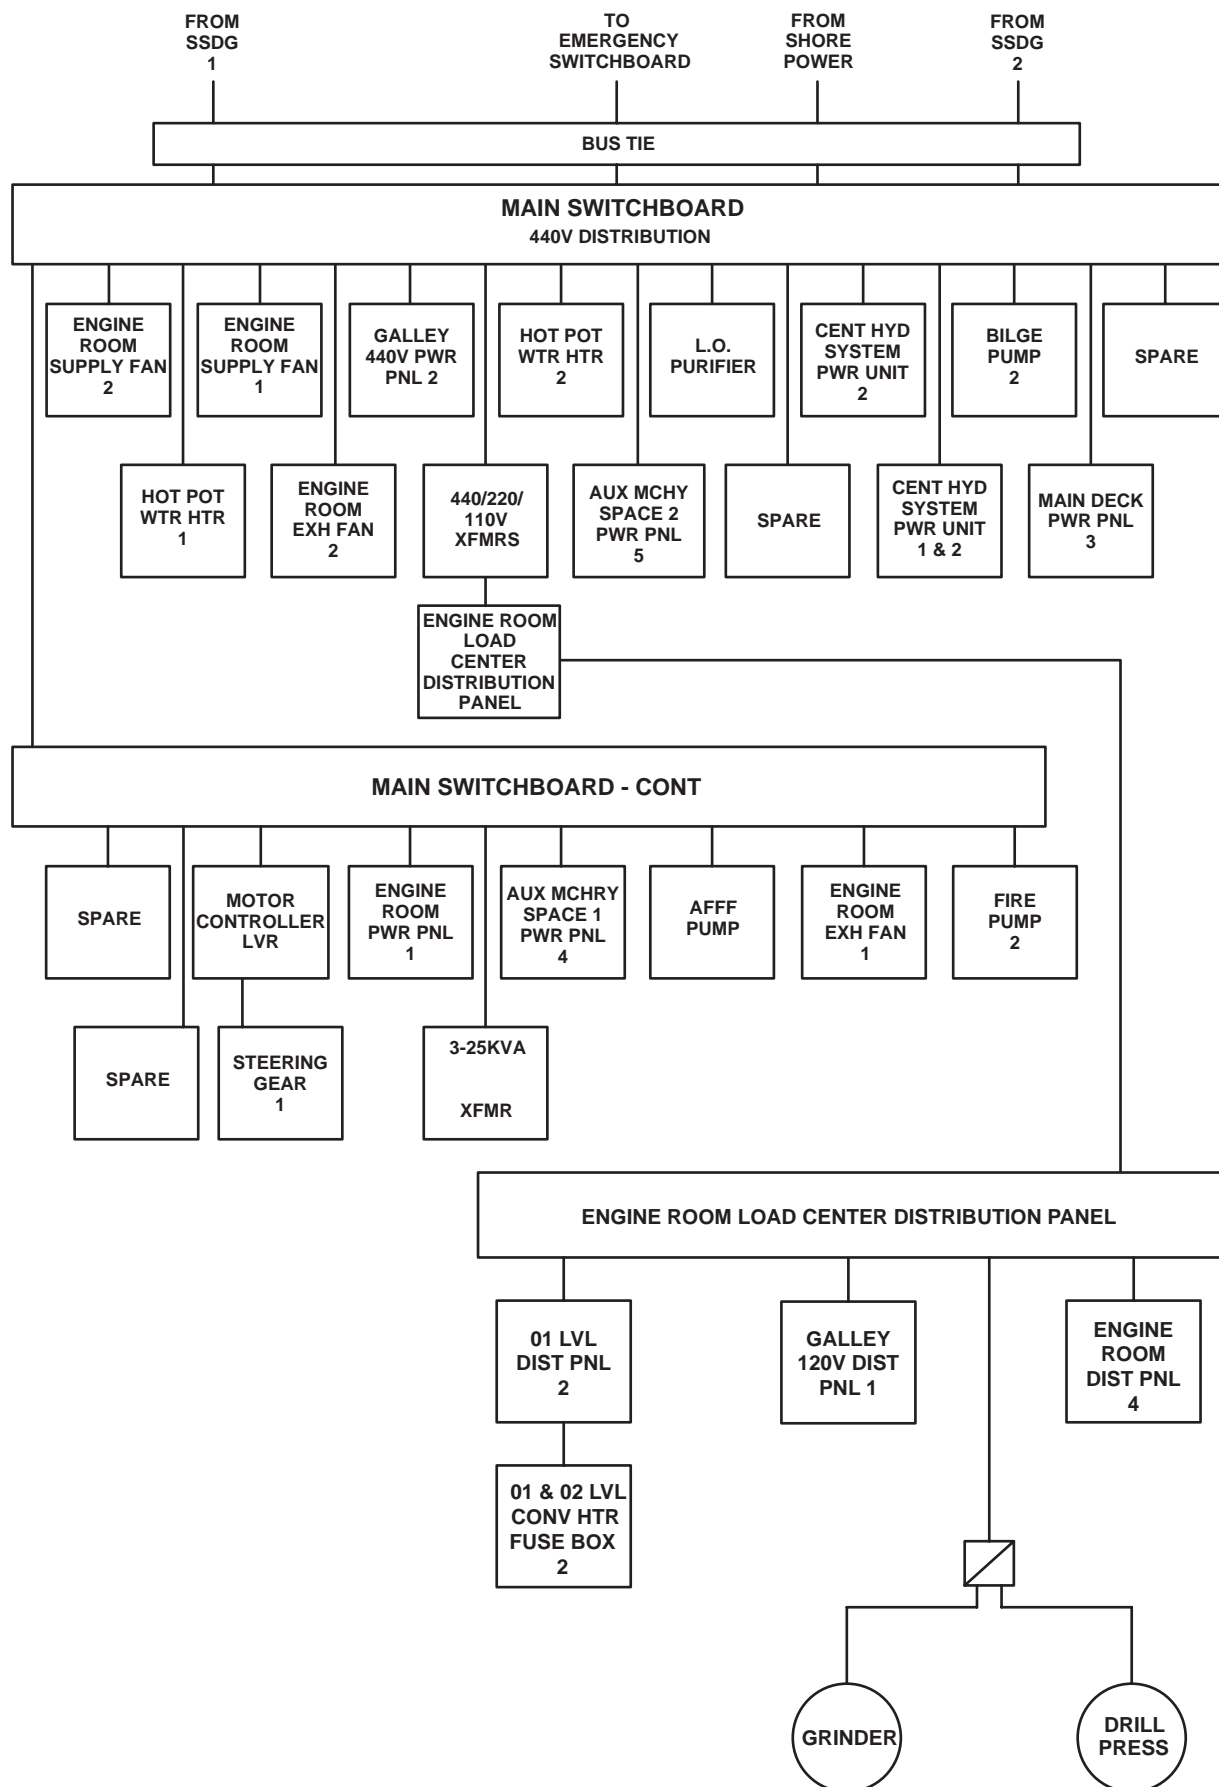 FROM
SSDG
1
TO
EMERGENCY
SWITCHBOARD
FROM
SHORE
POWER
FROM
SSDG
2
BUS TIE
MAIN SWITCHBOARD
440V DISTRIBUTION
ENGINE
ROOM
SUPPLY FAN
2
ENGINE
ROOM
SUPPLY FAN
1
GALLEY
440V PWR
PNL 2
HOT POT
WTR HTR
2
L.O.
PURIFIER
CENT HYD
SYSTEM
PWR UNIT
2
BILGE
PUMP
2
SPARE
HOT POT
WTR HTR
1
ENGINE
ROOM
EXH FAN
2
440/220/
110V
XFMRS
AUX MCHY
SPACE 2
PWR PNL
5
SPARE
CENT HYD
SYSTEM
PWR UNIT
1 & 2
MAIN DECK
PWR PNL
3
ENGINE ROOM
LOAD
CENTER
DISTRIBUTION
PANEL
MAIN SWITCHBOARD - CONT
SPARE
MOTOR
CONTROLLER
LVR
ENGINE
ROOM
PWR PNL
1
AUX MCHRY
SPACE 1
PWR PNL
4
AFFF
PUMP
ENGINE
ROOM
EXH FAN
1
FIRE
PUMP
2
SPARE
STEERING
GEAR
1
3-25KVA
XFMR
ENGINE ROOM LOAD CENTER DISTRIBUTION PANEL
01 LVL
DIST PNL
2
GALLEY
120V DIST
PNL 1
ENGINE
ROOM
DIST PNL
4
01 & 02 LVL
CONV HTR
FUSE BOX
2
GRINDER
DRILL
PRESS